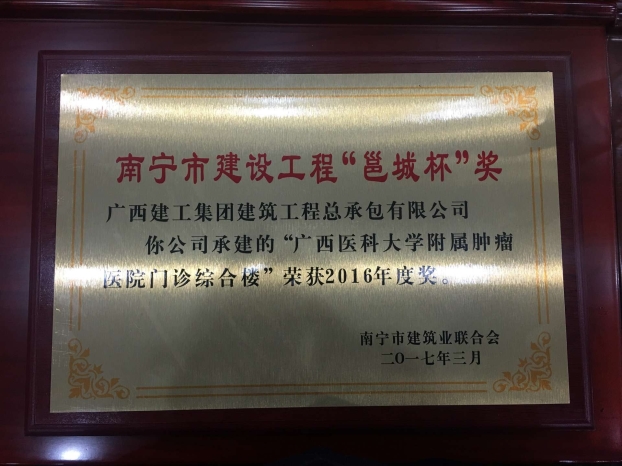 南宁市建设工程“邕城杯”奖
广西建工集团建筑工程总承包有限公司
你公司承建的“广西医科大学附属肿瘤
医院门诊综合楼”荣获2016年度奖。
南宁市建筑业联合会
二〇一七年三月